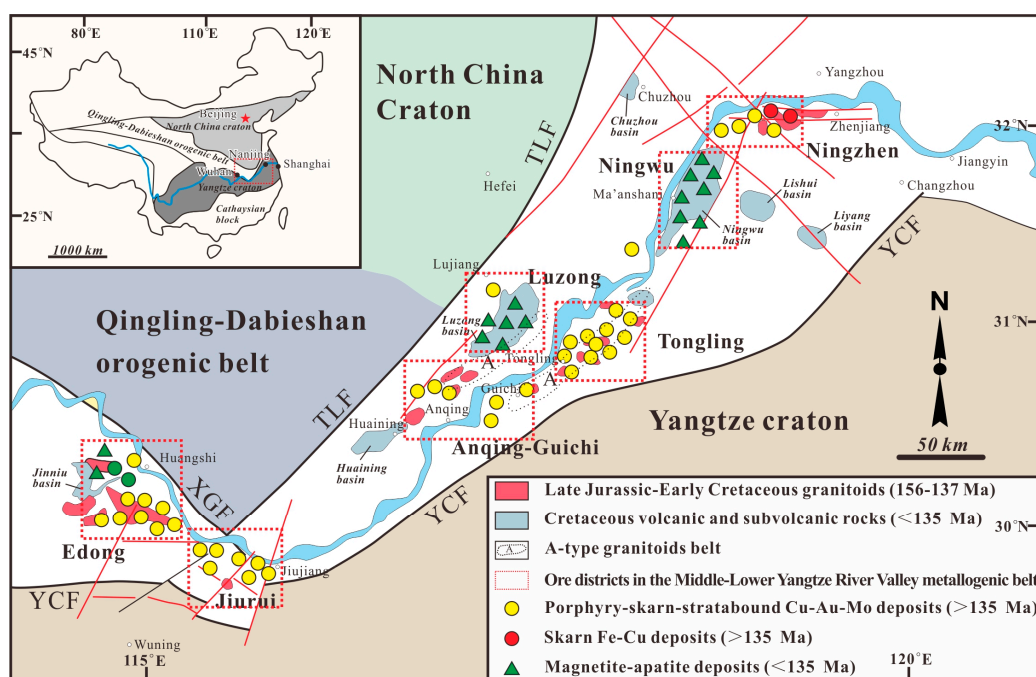 110°E
100°E
120°E
45°N
25°N
Beijing
North China craton
Qingling-Dabieshan
orogenic belt
Nanjing
Shanghai
Wuhan
Yangtze craton
Cathaysian
block
1000 km
North China
Craton
TLF
Hefei
Chuzhou
Chuzhou
basin
Yangzhou
Zhenjiang
32°N
Ningzhen
Jiangyin
Changzhou
Ningwu
Ma'anshan
Ningwu
basin
Lishui
basin
Liyang
basin
YCF
Lujiang
Luzong
Luzong
basin
Qingling-Dabieshan
orogenic belt
31°N
Tongling
Tongling
A
A
Guichi
Anqing
Anqing-Guichi
TLF
Huaining
Huaining
basin
Yangtze craton
N
50 km
Huangshi
Jinniu
basin
XGF
YCF
Edong
Jiujiang
Jiurui
YCF
Wuning
115°E
120°E
30°N
Late Jurassic-Early Cretaceous granitoids (156-137 Ma)
Cretaceous volcanic and subvolcanic rocks (<135 Ma)
A
A-type granitoids belt
Ore districts in the Middle-Lower Yangtze River Valley metallogenic belt
Porphyry-skarn-stratabound Cu-Au-Mo deposits (>135 Ma)
Skarn Fe-Cu deposits (>135 Ma)
Magnetite-apatite deposits (<135 Ma)